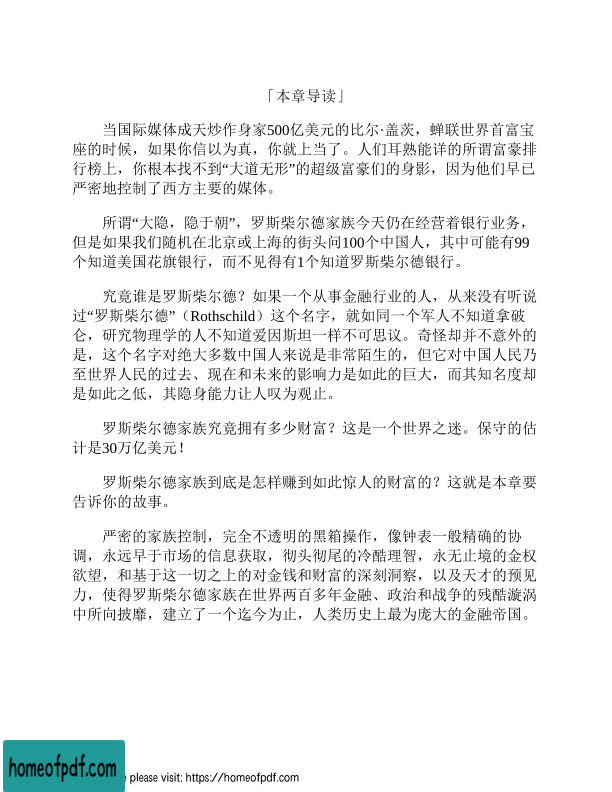 「本章导读」
当国际媒体成天炒作身家500亿美元的比尔·盖茨，蝉联世界首富宝
座的时候，如果你信以为真，你就上当了。人们耳熟能详的所谓富豪排
行榜上，你根本找不到“大道无形”的超级富豪们的身影，因为他们早已
严密地控制了西方主要的媒体。
所谓“大隐，隐于朝”，罗斯柴尔德家族今天仍在经营着银行业务，
但是如果我们随机在北京或上海的街头问100个中国人，其中可能有99
个知道美国花旗银行，而不见得有1个知道罗斯柴尔德银行。
究竟谁是罗斯柴尔德？如果一个从事金融行业的人，从来没有听说
过“罗斯柴尔德”（Rothschild）这个名字，就如同一个军人不知道拿破
仑，研究物理学的人不知道爱因斯坦一样不可思议。奇怪却并不意外的
是，这个名字对绝大多数中国人来说是非常陌生的，但它对中国人民乃
至世界人民的过去、现在和未来的影响力是如此的巨大，而其知名度却
是如此之低，其隐身能力让人叹为观止。
罗斯柴尔德家族究竟拥有多少财富？这是一个世界之迷。保守的估
计是30万亿美元！
罗斯柴尔德家族到底是怎样赚到如此惊人的财富的？这就是本章要
告诉你的故事。
严密的家族控制，完全不透明的黑箱操作，像钟表一般精确的协
调，永远早于市场的信息获取，彻头彻尾的冷酷理智，永无止境的金权
欲望，和基于这一切之上的对金钱和财富的深刻洞察，以及天才的预见
力，使得罗斯柴尔德家族在世界两百多年金融、政治和战争的残酷漩涡
中所向披靡，建立了一个迄今为止，人类历史上最为庞大的金融帝国。
homeofpdf.com
e please visit: https://homeofpdf.com